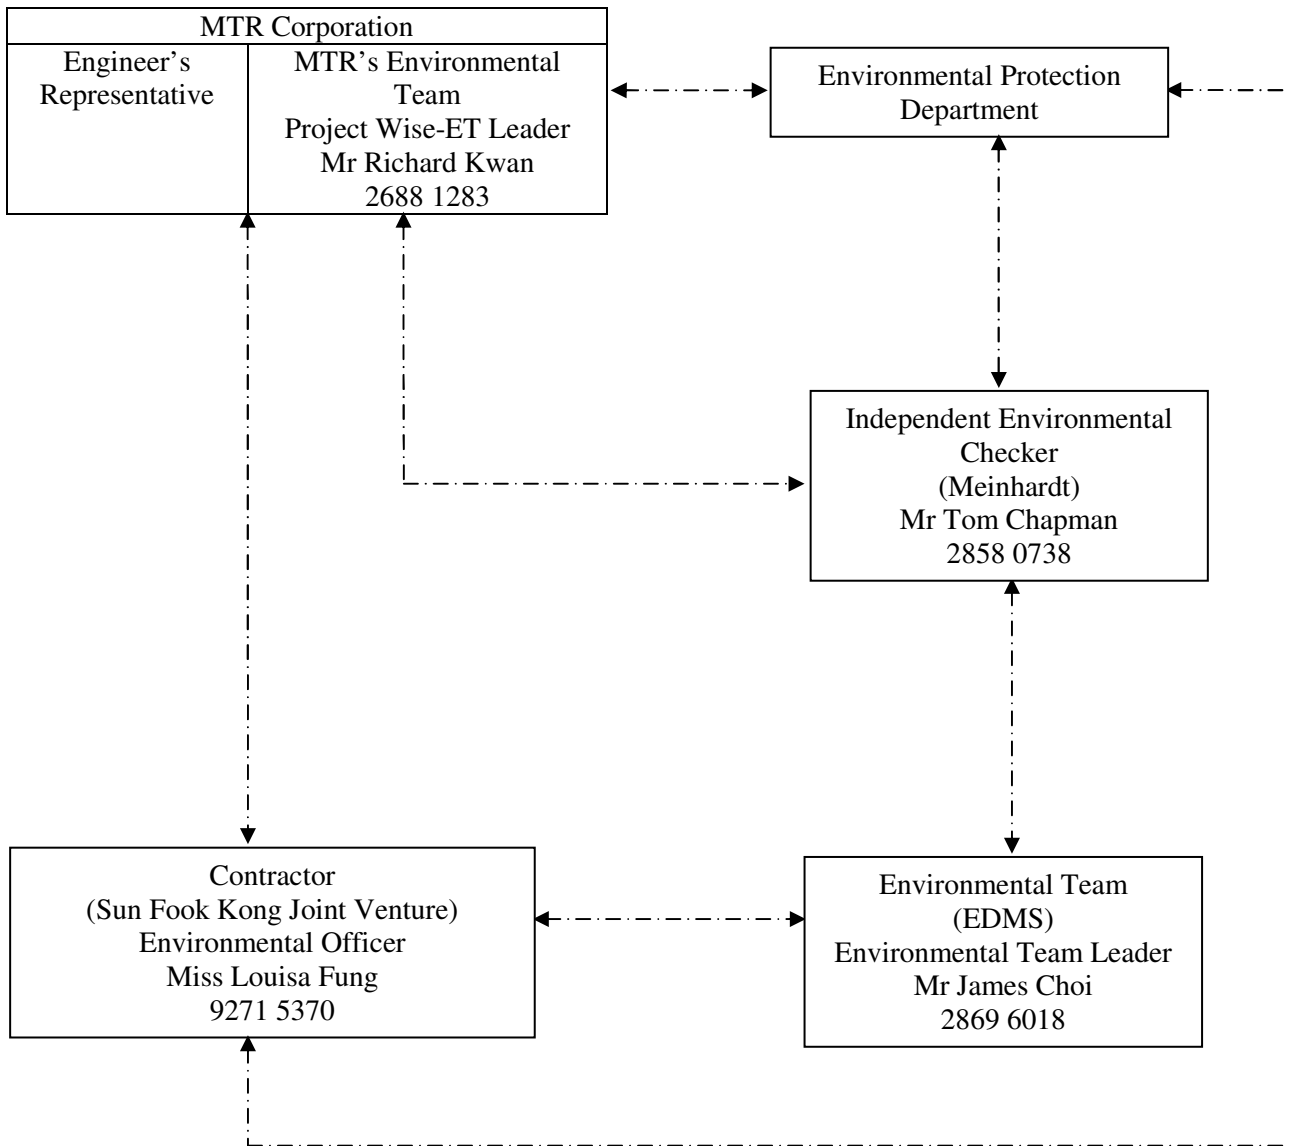 MTR Corporation
Engineer’s
Representative
MTR’s Environmental
Team
Project Wise-ET Leader
Mr Richard Kwan
2688 1283
Environmental Protection
Department
Independent Environmental
Checker
(Meinhardt)
Mr Tom Chapman
2858 0738
Contractor
(Sun Fook Kong Joint Venture)
Environmental Officer
Miss Louisa Fung
9271 5370
Environmental Team
(EDMS)
Environmental Team Leader
Mr James Choi
2869 6018